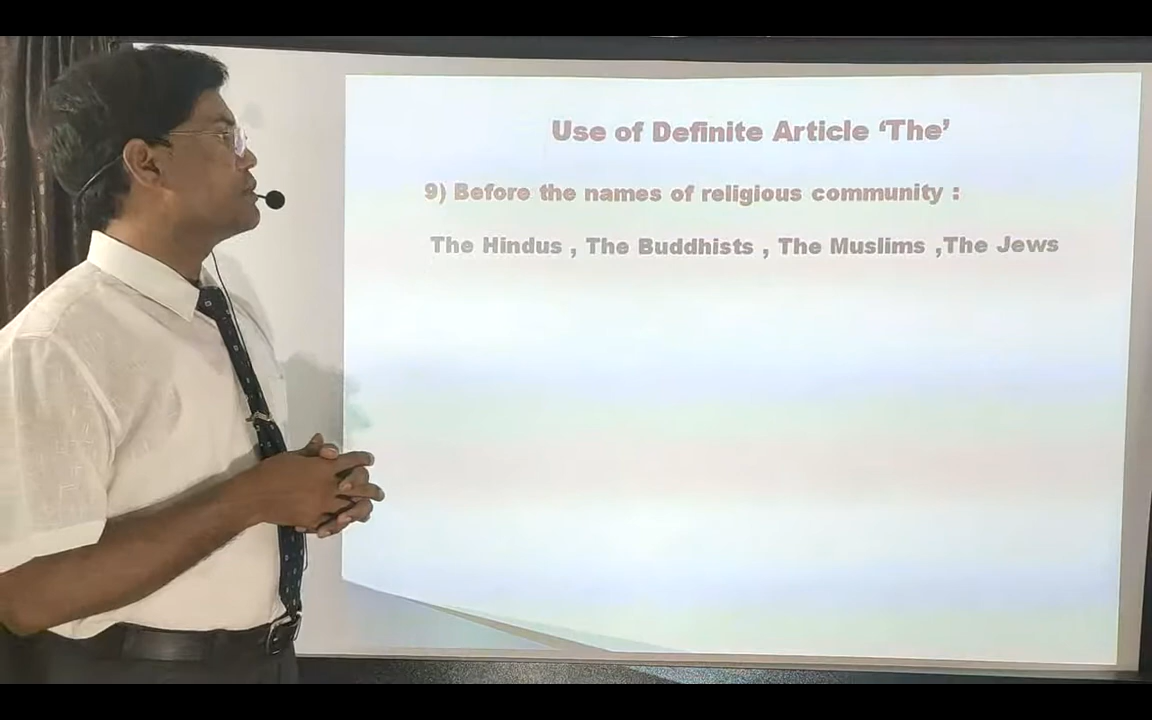 Use of Definite Article ‘The’
9) Before the names of religious community :
The Hindus , The Buddhists , The Muslims ,The Jews